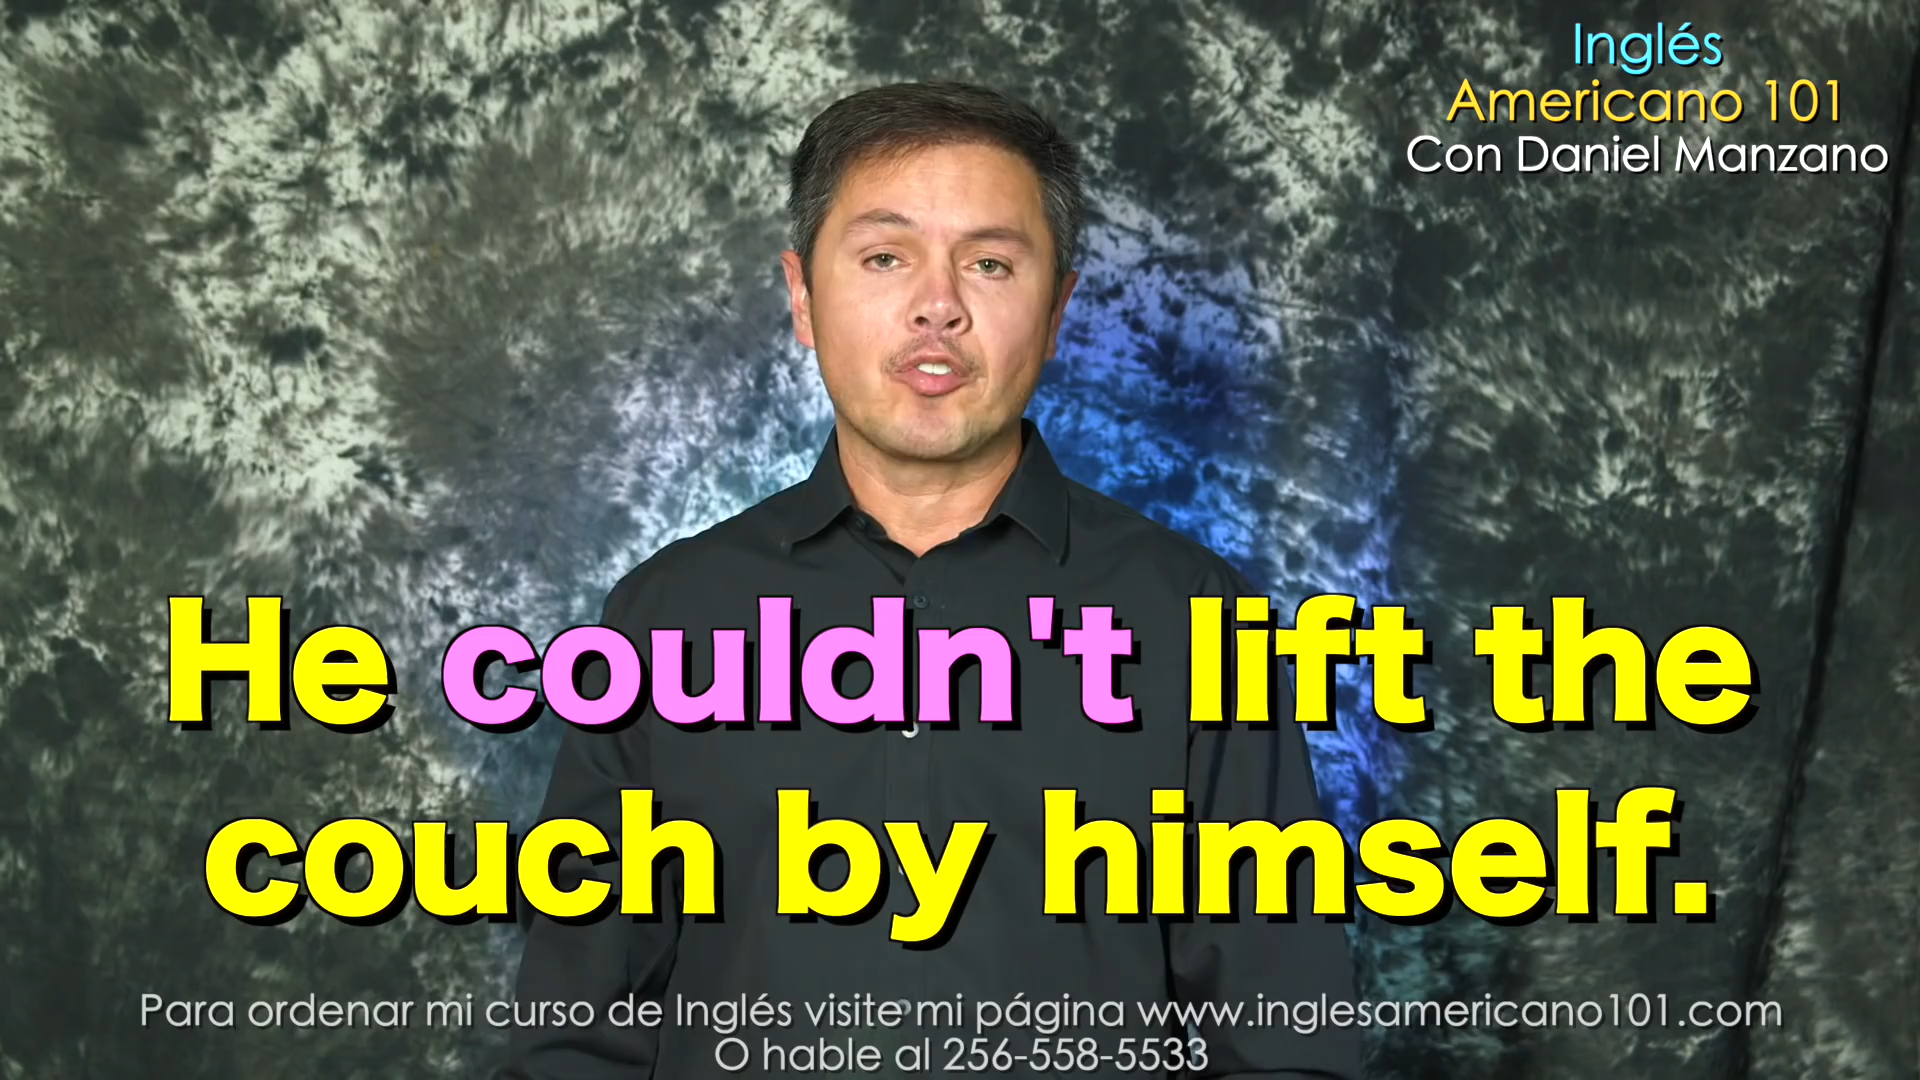 Inglés
Americano 101
Con Daniel Manzano
He couldn't lift the
couch by himself.
Para ordenar mi curso de Inglés visite mi página www.inglesamericano101.com
O hable al 256-558-5533